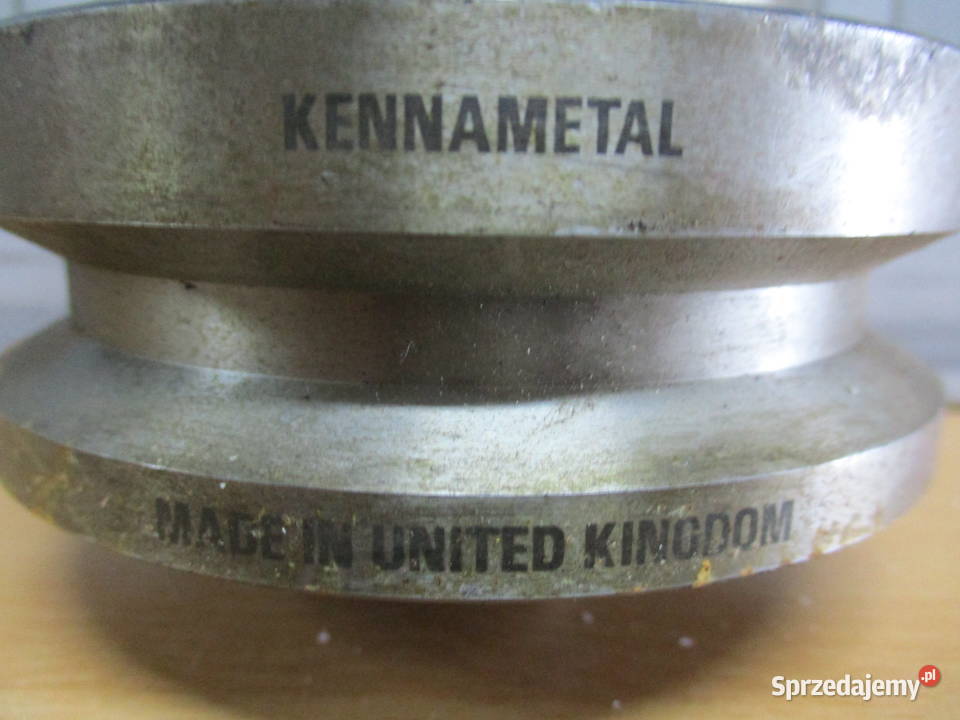 KENNAMETAL
MADE IN UNITED KINGDOM
Sprzedajemy.pl